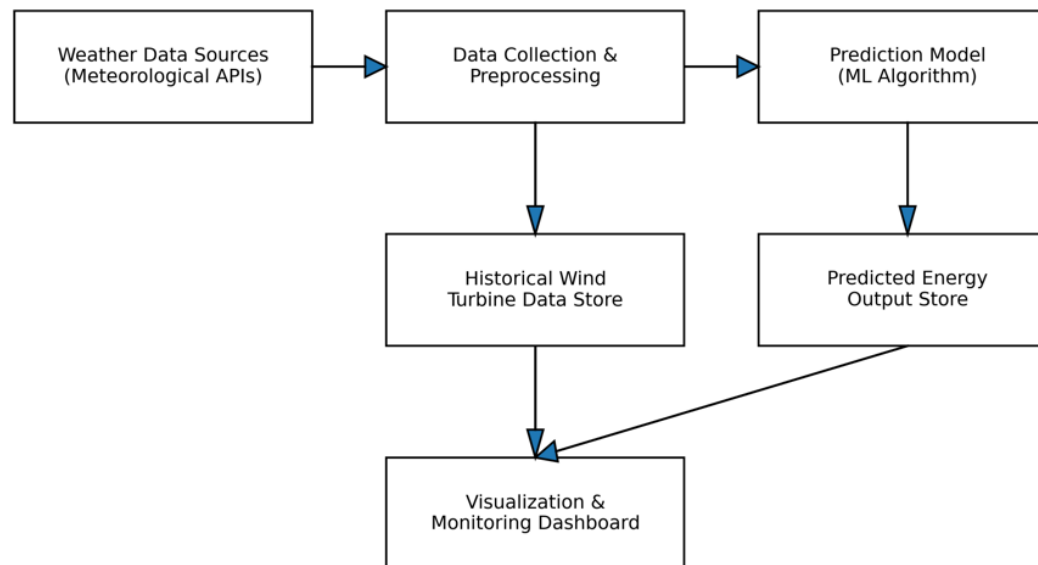 Weather Data Sources
(Meteorological APIs)
Data Collection &
Preprocessing
Prediction Model
(ML Algorithm)
Historical Wind
Turbine Data Store
Predicted Energy
Output Store
Visualization &
Monitoring Dashboard